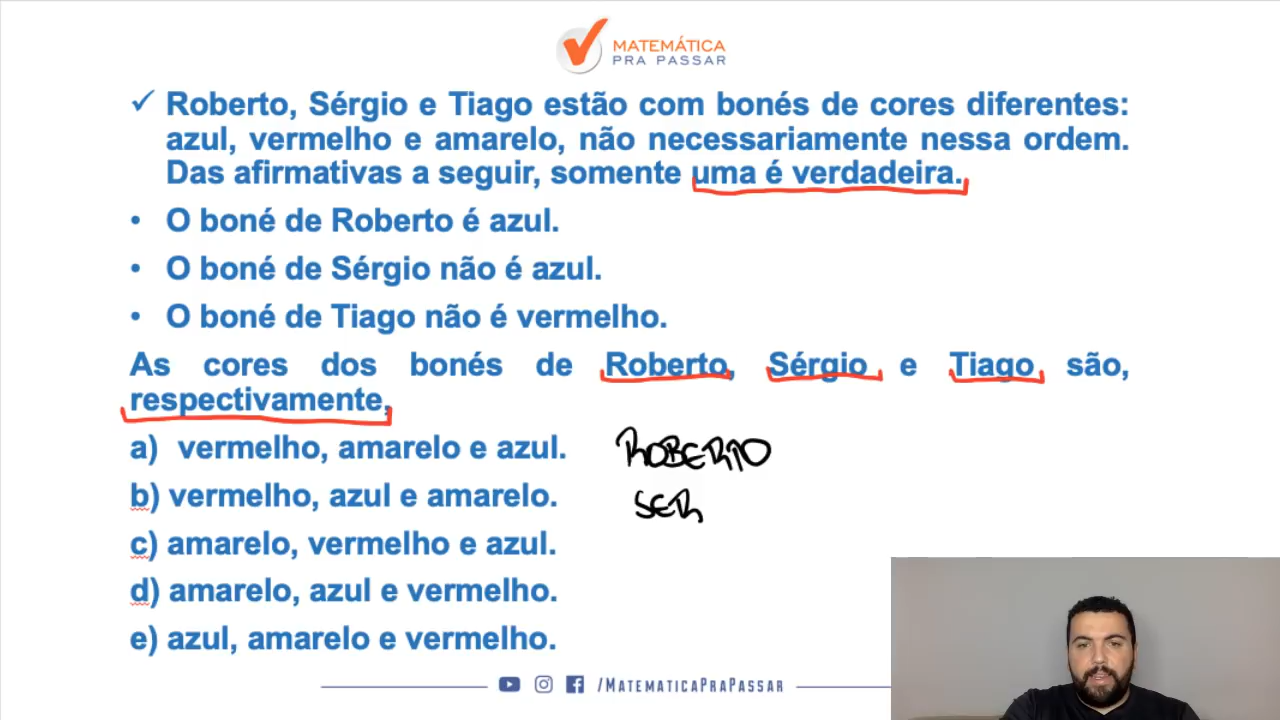 MATEMÁTICA
PRA PASSAR
✓ Roberto, Sérgio e Tiago estão com bonés de cores diferentes:
azul, vermelho e amarelo, não necessariamente nessa ordem.
Das afirmativas a seguir, somente uma é verdadeira.
• O boné de Roberto é azul.
• O boné de Sérgio não é azul.
• O boné de Tiago não é vermelho.
As cores dos bonés de Roberto, Sérgio e Tiago são,
respectivamente,
a) vermelho, amarelo e azul.
ROBERTO
b) vermelho, azul e amarelo.
SER
c) amarelo, vermelho e azul.
d) amarelo, azul e vermelho.
e) azul, amarelo e vermelho.
/MATEMATICAPRAPASSAR